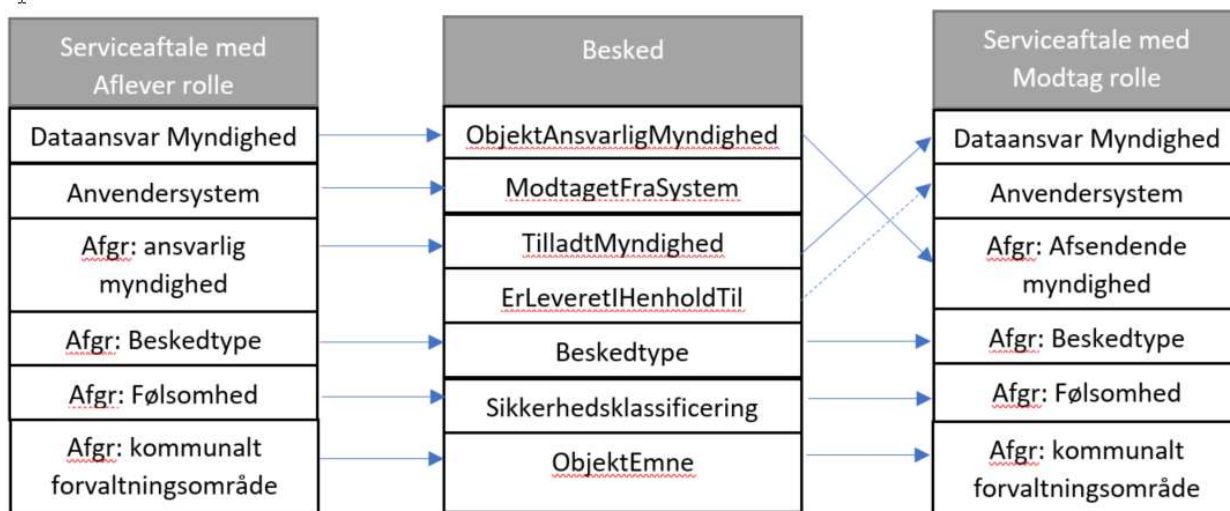 Serviceaftale med
Aflever rolle
Dataansvar Myndighed
Anvendersystem
Afgr: ansvarlig
myndighed
Afgr: Beskedtype
Afgr: Følsomhed
Afgr: kommunalt
forvaltningsområde
Besked
ObjektAnsvarligMyndighed
ModtagetFraSystem
TilladtMyndighed
ErLeveretIHenholdTil
Beskedtype
Sikkerhedsklassificering
ObjektEmne
Serviceaftale med
Modtag rolle
Dataansvar Myndighed
Anvendersystem
Afgr: Afsendende
myndighed
Afgr: Beskedtype
Afgr: Følsomhed
Afgr: kommunalt
forvaltningsområde